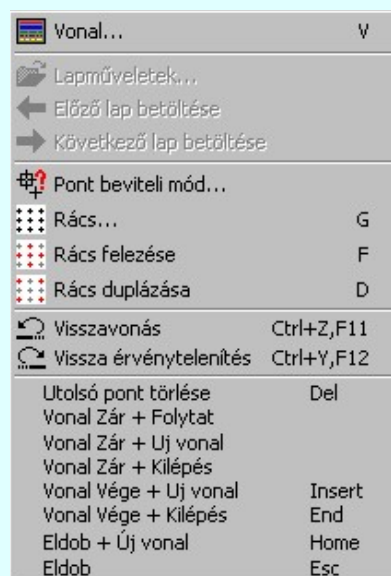 Vonal... V
Lapműveletek...
Előző lap betöltése
Következő lap betöltése
Pont beviteli mód...
Rács... G
Rács felezése F
Rács duplázása D
Visszavonás Ctrl+Z,F11
Vissza érvénytelenítés Ctrl+Y,F12
Utolsó pont törlése Del
Vonal Zár + Folytat
Vonal Zár + Uj vonal
Vonal Zár + Kilépés
Vonal Vége + Uj vonal Insert
Vonal Vége + Kilépés End
Eldob + Új vonal Home
Eldob Esc